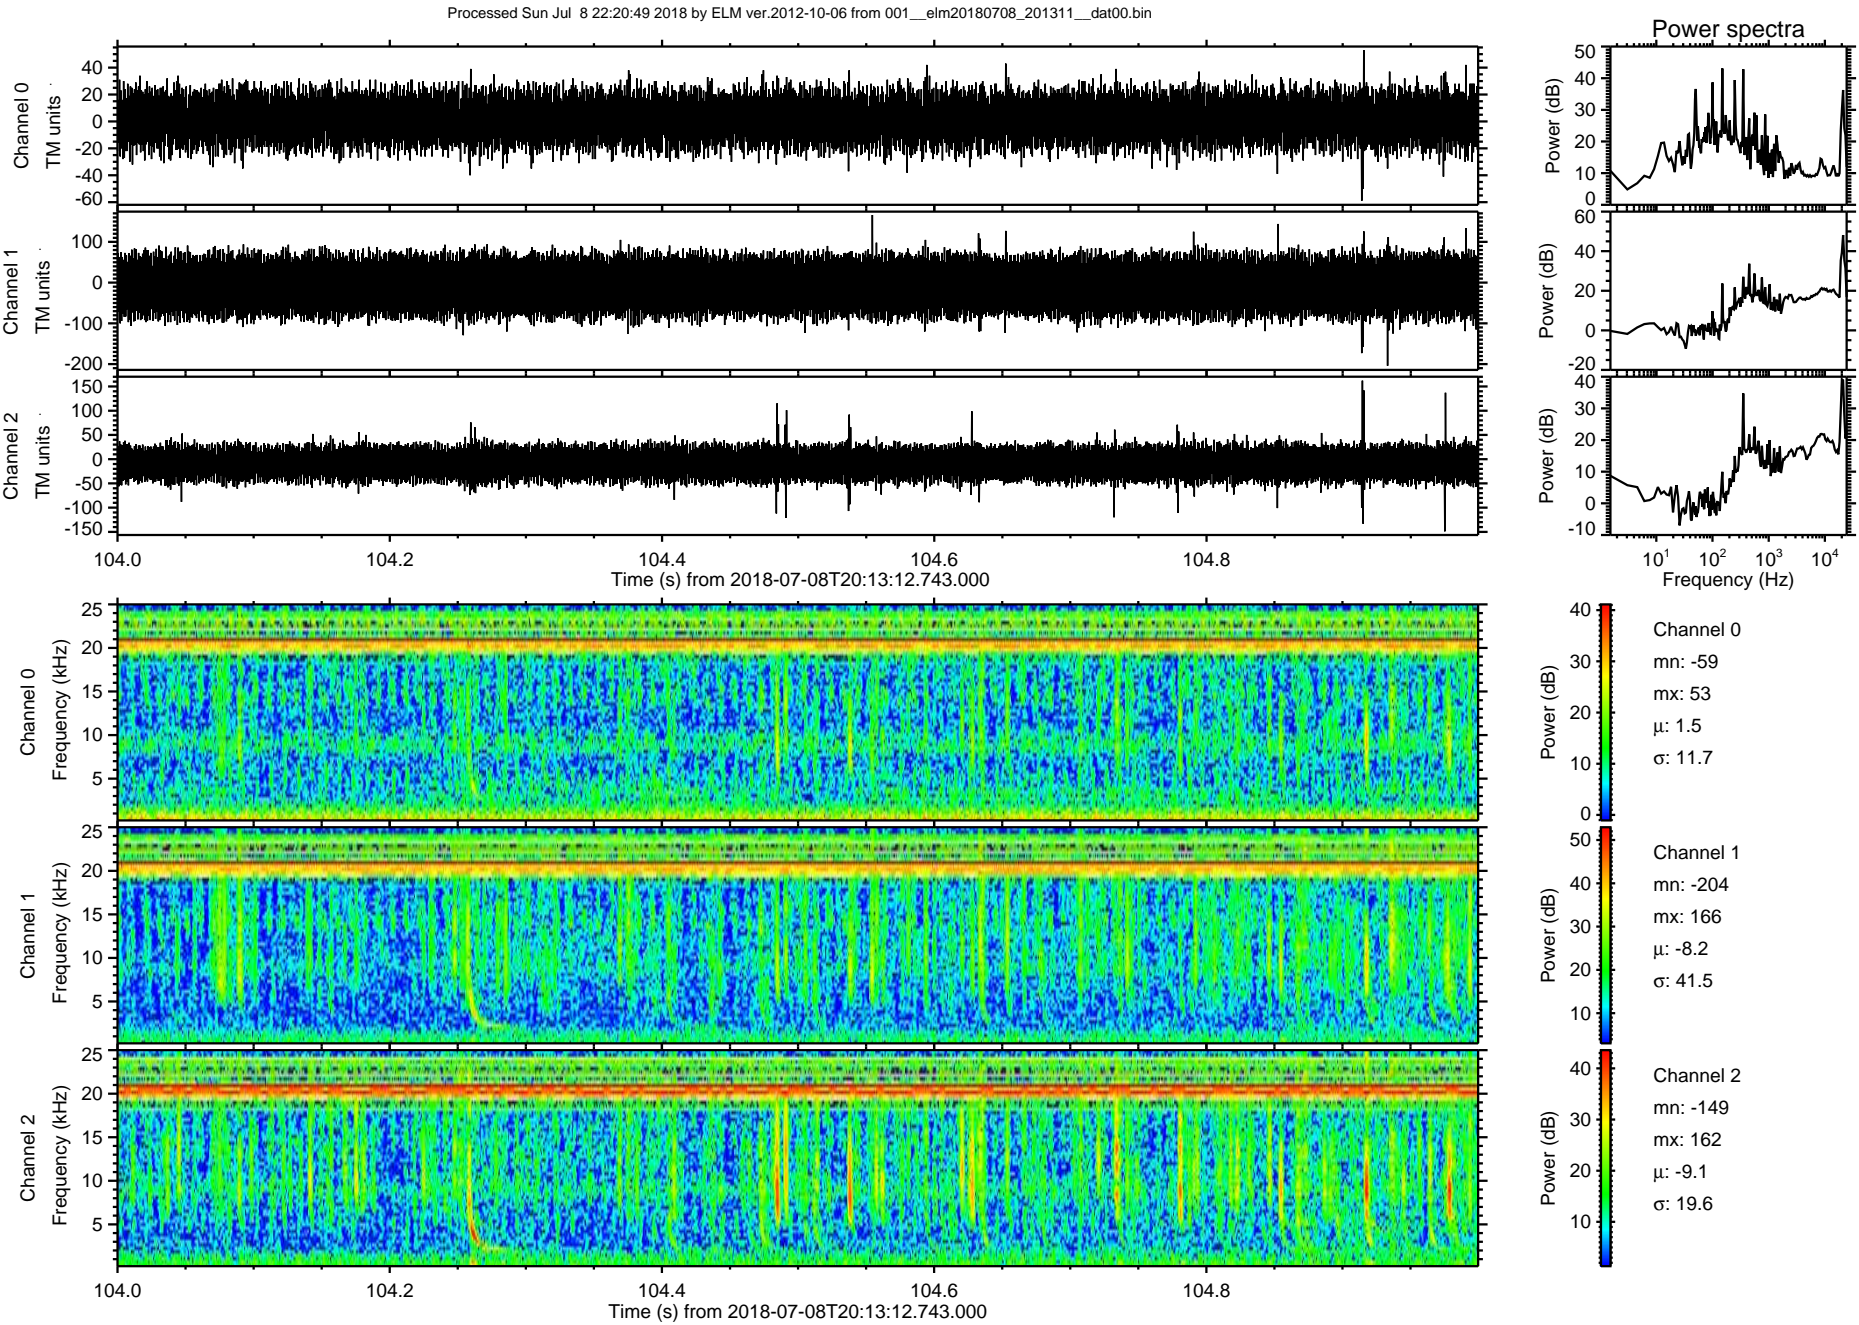 Processed Sun Jul  8 22:20:49 2018 by ELM ver.2012-10-06 from 001__elm20180708_201311__dat00.bin
Power spectra
Channel 0
TM units
40
20
0
-20
-40
-60
Power (dB)
50
40
30
20
10
0
Channel 1
TM units
100
0
-100
-200
Power (dB)
60
40
20
0
-20
Channel 2
TM units
150
100
50
0
-50
-100
-150
Power (dB)
40
30
20
10
0
-10
104.0 104.2 104.4 104.6 104.8
Time (s) from 2018-07-08T20:13:12.743.000
10¹ 10² 10³ 10⁴
Frequency (Hz)
Channel 0
Frequency (kHz)
25
20
15
10
5
Power (dB)
40
30
20
10
0
Channel 0
mn: -59
mx: 53
μ: 1.5
σ: 11.7
Channel 1
Frequency (kHz)
25
20
15
10
5
Power (dB)
50
40
30
20
10
Channel 1
mn: -204
mx: 166
μ: -8.2
σ: 41.5
Channel 2
Frequency (kHz)
25
20
15
10
5
Power (dB)
40
30
20
10
Channel 2
mn: -149
mx: 162
μ: -9.1
σ: 19.6
104.0 104.2 104.4 104.6 104.8
Time (s) from 2018-07-08T20:13:12.743.000